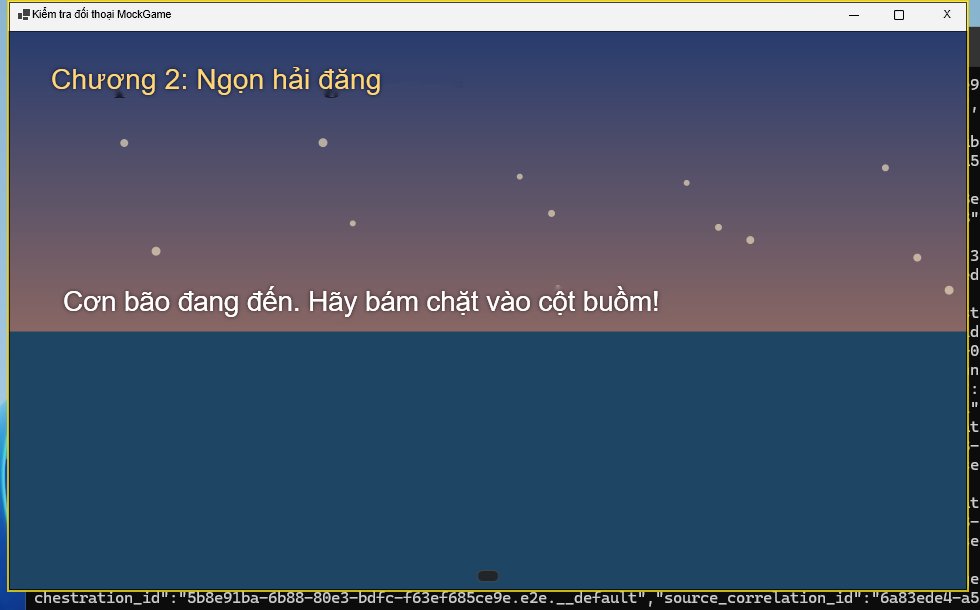 Kiểm tra đối thoại MockGame
Chương 2: Ngọn hải đăng
Cơn bão đang đến. Hãy bám chặt vào cột buồm!
chestration_id":"5b8e91ba-6b88-80e3-bdfc-f63ef685ce9e.e2e.__default","source_correlation_id":"6a83ede4-a6